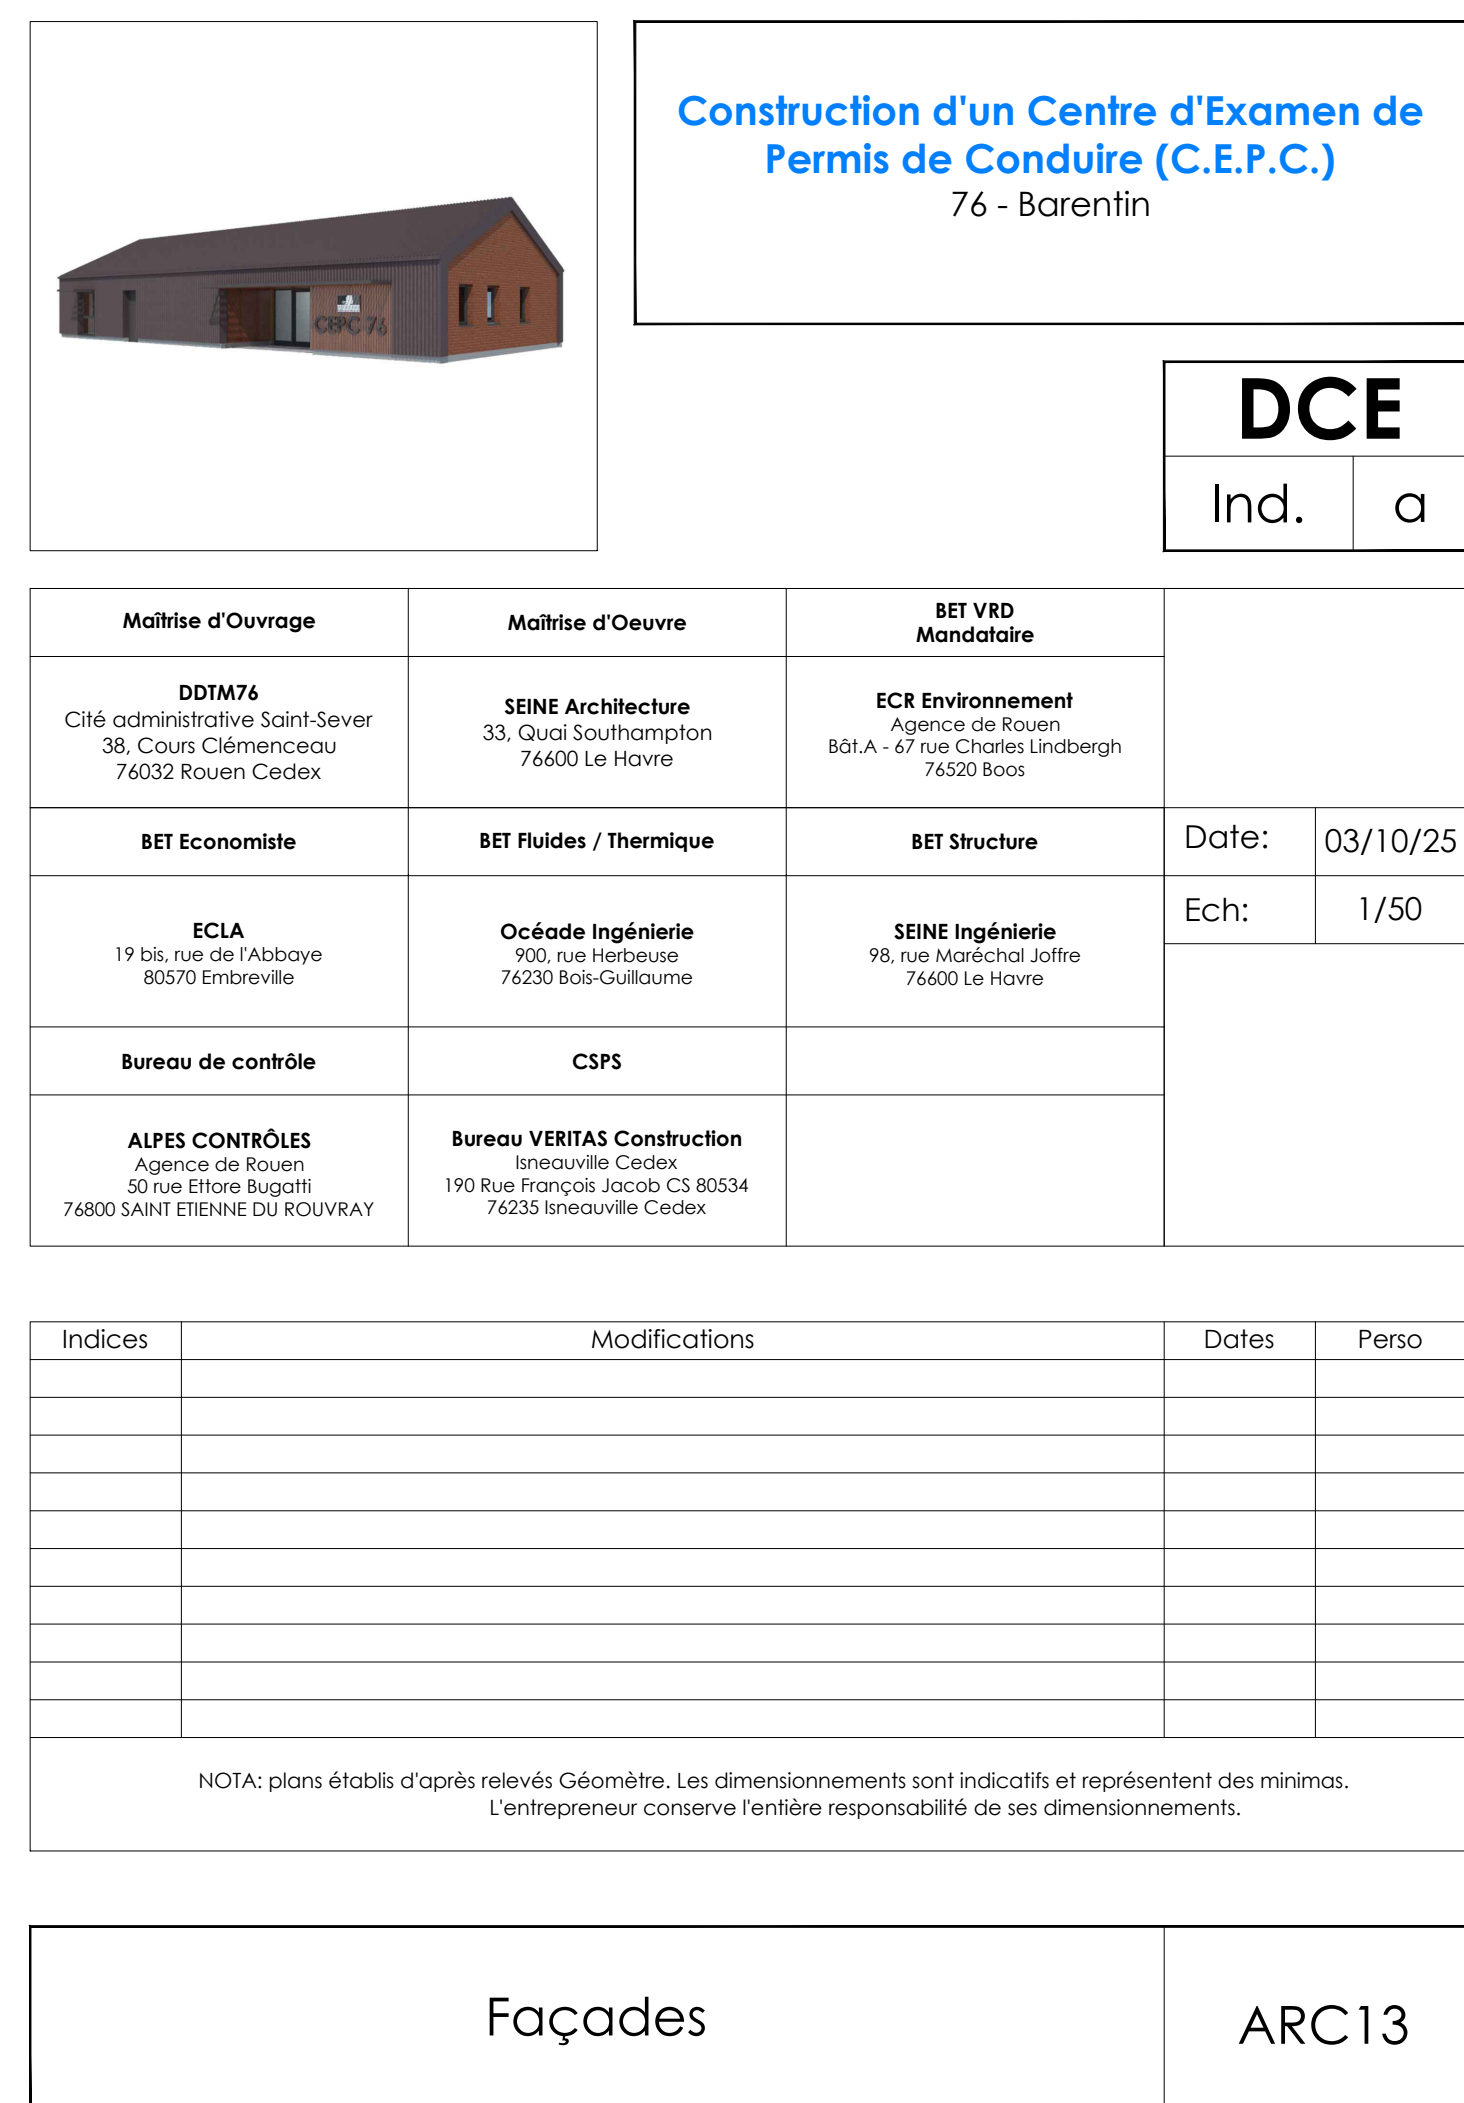 CEPC 76
Construction d'un Centre d'Examen de
Permis de Conduire (C.E.P.C.)
76 - Barentin
DCE
Ind. a
Maîtrise d'Ouvrage
Maîtrise d'Oeuvre
BET VRD
Mandataire
DDTM76
Cité administrative Saint-Sever
38, Cours Clémenceau
76032 Rouen Cedex
SEINE Architecture
33, Quai Southampton
76600 Le Havre
ECR Environnement
Agence de Rouen
Bât.A - 67 rue Charles Lindbergh
76520 Boos
BET Economiste
BET Fluides / Thermique
BET Structure
Date: 03/10/25
Ech: 1/50
ECLA
19 bis, rue de l'Abbaye
80570 Embreville
Océade Ingénierie
900, rue Herbeuse
76230 Bois-Guillaume
SEINE Ingénierie
98, rue Maréchal Joffre
76600 Le Havre
Bureau de contrôle
CSPS
ALPES CONTRÔLES
Agence de Rouen
50 rue Ettore Bugatti
76800 SAINT ETIENNE DU ROUVRAY
Bureau VERITAS Construction
Isneauville Cedex
190 Rue François Jacob CS 80534
76235 Isneauville Cedex
Indices Modifications Dates Perso
NOTA: plans établis d'après relevés Géomètre. Les dimensionnements sont indicatifs et représentent des minimas.
L'entrepreneur conserve l'entière responsabilité de ses dimensionnements.
Façades
ARC13